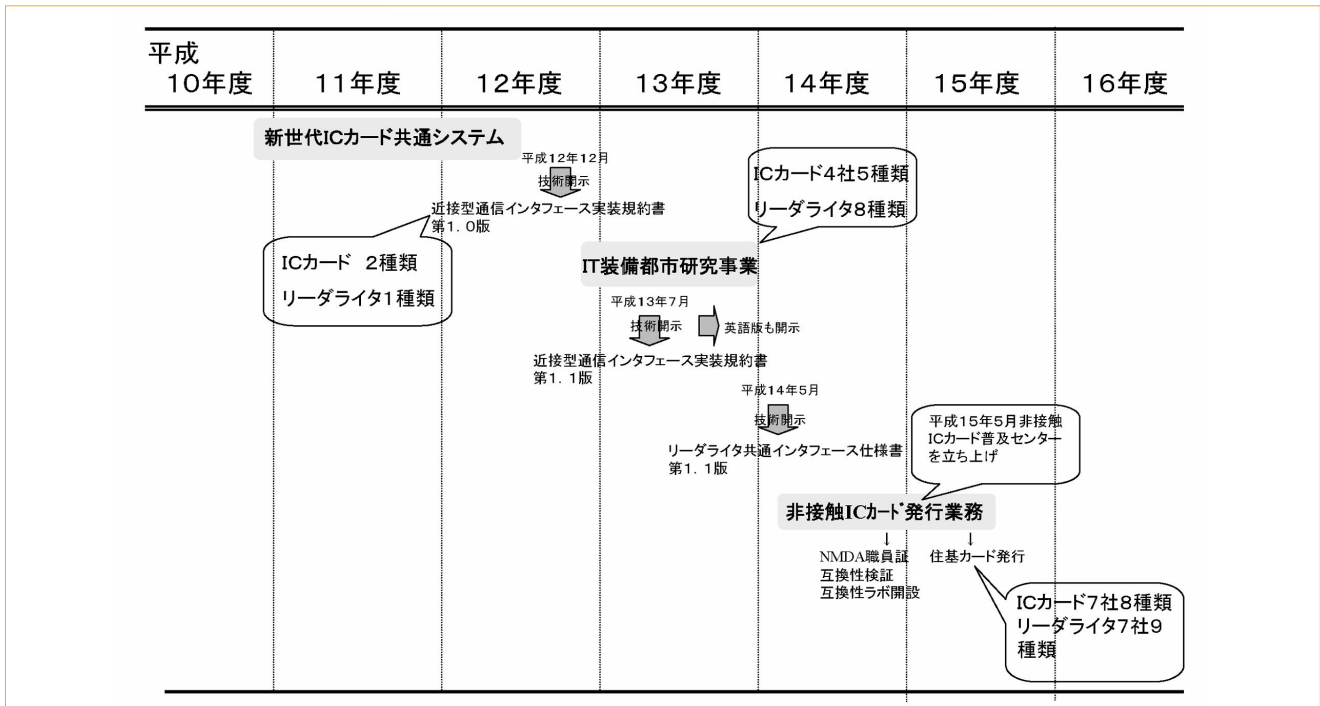 平成
10年度 11年度 12年度 13年度 14年度 15年度 16年度
新世代ICカード共通システム
平成12年12月
技術開示
近接型通信インタフェース実装規約書
第1．0版
ICカード 2種類
リーダライタ1種類
ICカード4社5種類
リーダライタ8種類
IT装備都市研究事業
平成13年7月
技術開示
英語版も開示
近接型通信インタフェース実装規約書
第1．1版
平成14年5月
技術開示
リーダライタ共通インタフェース仕様書
第1．1版
平成15年5月非接触
ICカード普及センター
を立ち上げ
非接触ICｶｰﾄﾞ発行業務
↓ ↓
NMDA職員証
互換性検証
互換性ラボ開設
住基カード発行
ICカード7社8種類
リーダライタ7社9
種類